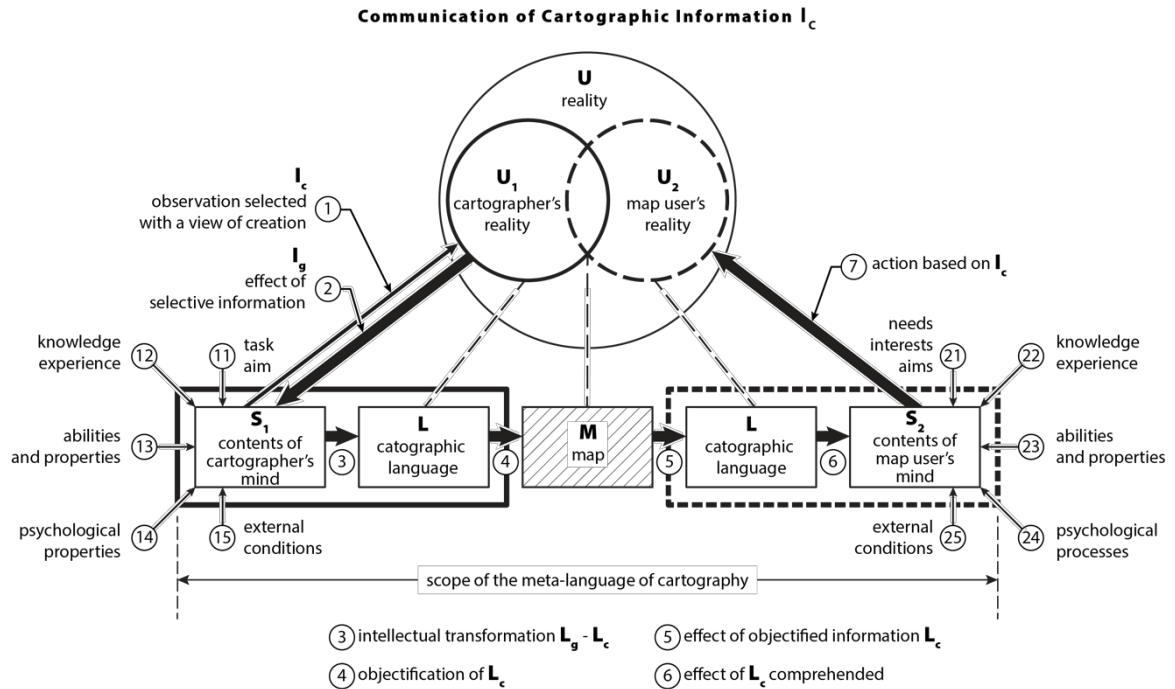 Communication of Cartographic Information Ic
U
reality
U1
cartographer's
reality
U2
map user's
reality
Ic
observation selected
with a view of creation
1
Ig
effect of
selective information
2
7 action based on Ic
knowledge
experience
12
11
task
aim
needs
interests
aims
21
22
knowledge
experience
abilities
and properties
13
S1
contents of
cartographer's
mind
3
L
catographic
language
4
M
map
5
L
catographic
language
6
S2
contents of
map user's
mind
23
abilities
and properties
psychological
properties
14
15
external
conditions
external
conditions
25
24
psychological
processes
scope of the meta-language of cartography
3 intellectual transformation Lg - Lc
5 effect of objectified information Lc
4 objectification of Lc
6 effect of Lc comprehended